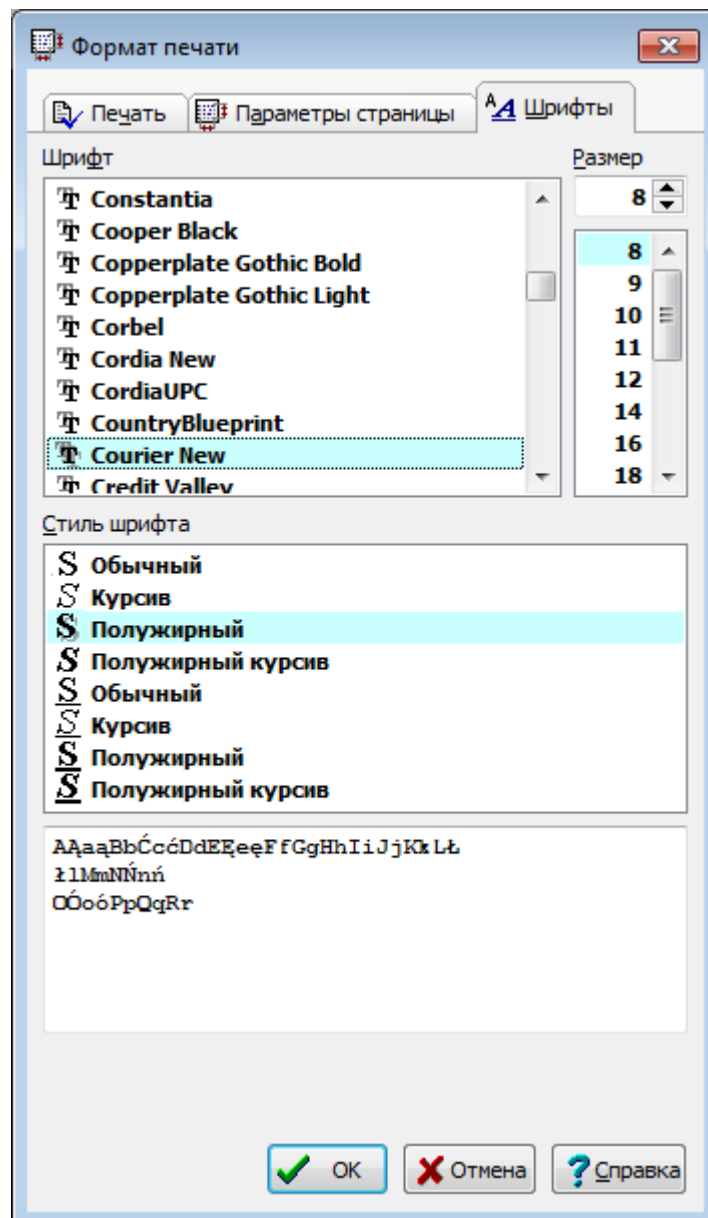 Формат печати
Печать Параметры страницы Шрифты
Шрифт Размер
8
Constantia
Cooper Black
Copperplate Gothic Bold
Copperplate Gothic Light
Corbel
Cordia New
CordiaUPC
CountryBlueprint
Courier New
Credit Valley
8
9
10
11
12
14
16
18
Стиль шрифта
Обычный
Курсив
Полужирный
Полужирный курсив
Обычный
Курсив
Полужирный
Полужирный курсив
AĄaąBbĆcćDdEĘeęFfGgHhIiJjKkLŁ
łlMmNŃnń
OÓoóPpQqRr
OK Отмена Справка